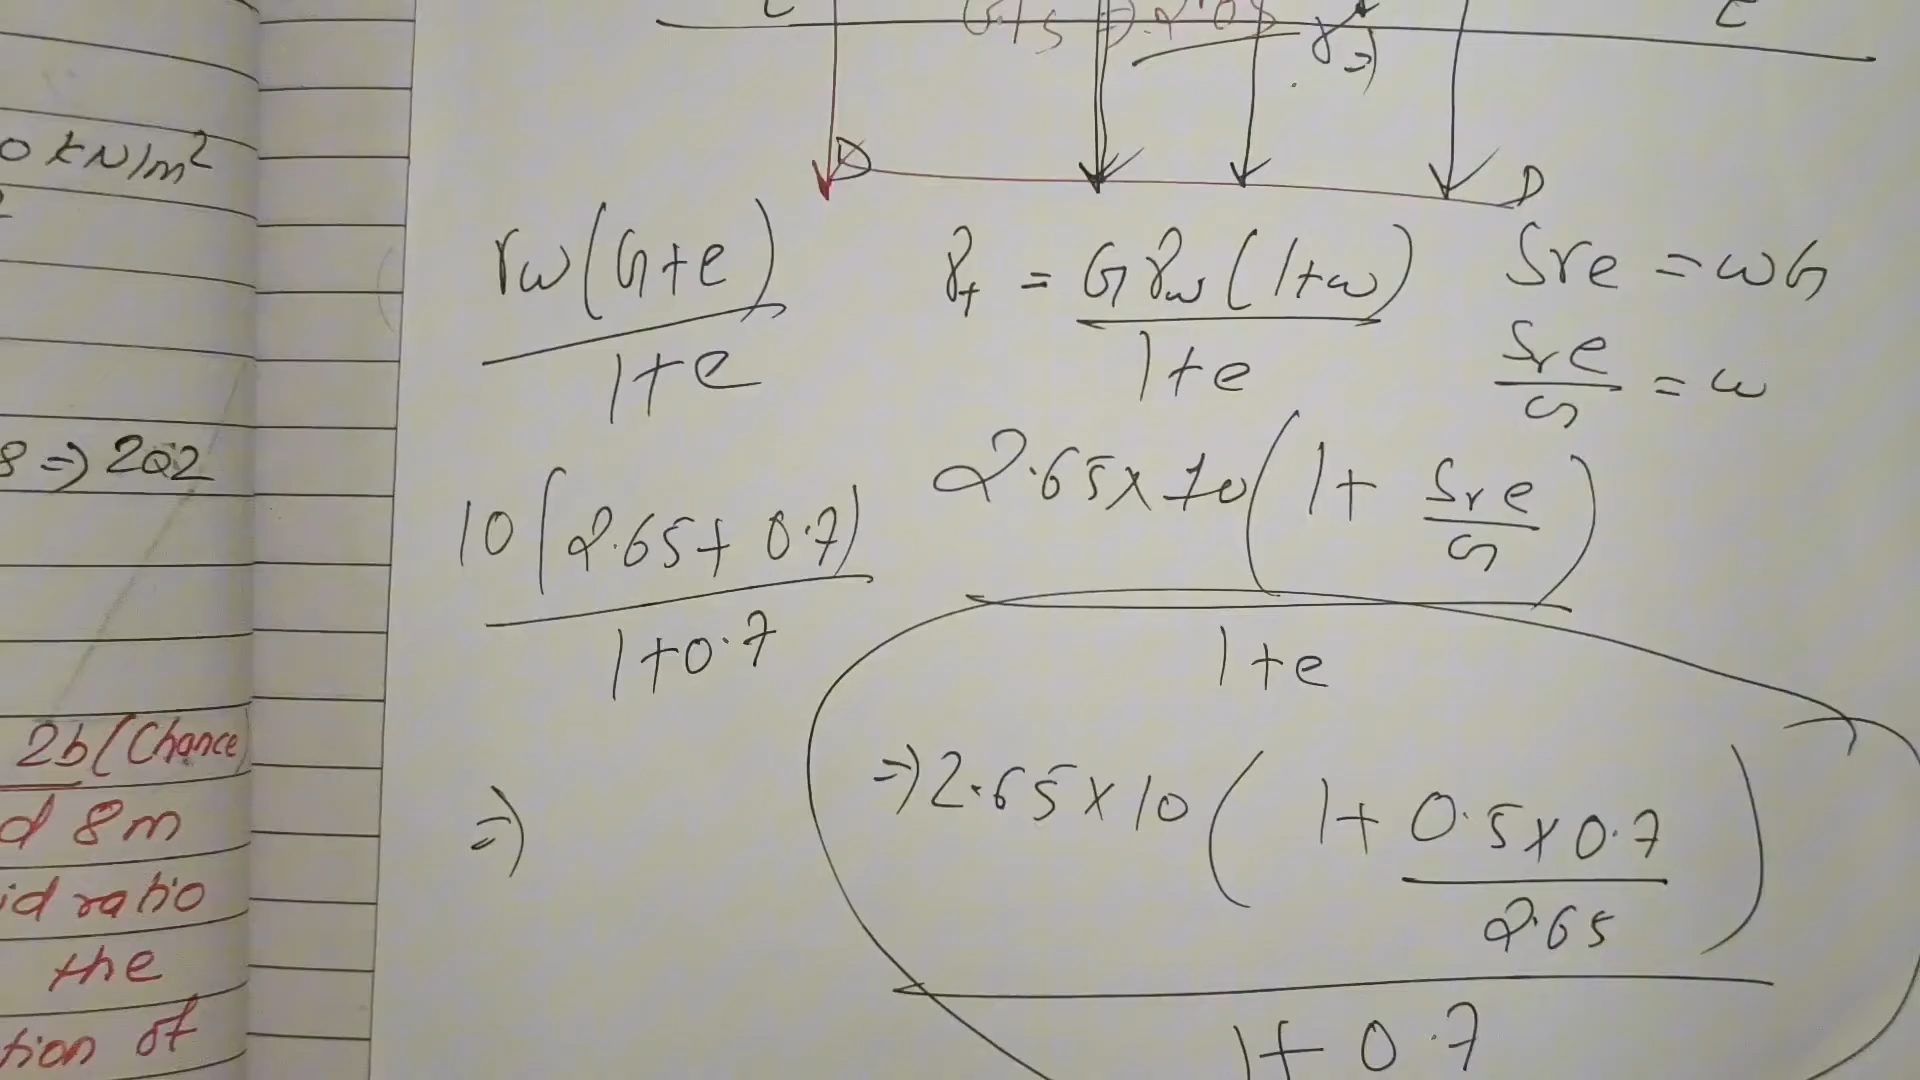 0 kN/m²
8 => 202
2b (Chance)
d 8m
id ratio
the
tion of
D
D
γw(G+e)
1+e
γt = Gγw(1+w)
1+e
Sre = wG
Sre
G
= w
10(2.65+0.7)
1+0.7
=>
2.65×10(1+ Sre
G
)
1+e
=> 2.65×10(1+ 0.5×0.7
2.65
)
1+0.7